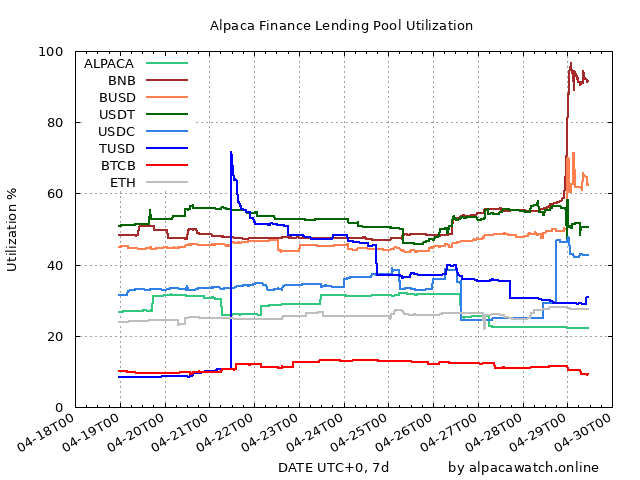 Alpaca Finance Lending Pool Utilization
100
80
60
40
20
0
Utilization %
ALPACA
BNB
BUSD
USDT
USDC
TUSD
BTCB
ETH
04-18T00
04-19T00
04-20T00
04-21T00
04-22T00
04-23T00
04-24T00
04-25T00
04-26T00
04-27T00
04-28T00
04-29T00
04-30T00
DATE UTC+0, 7d
by alpacawatch.online